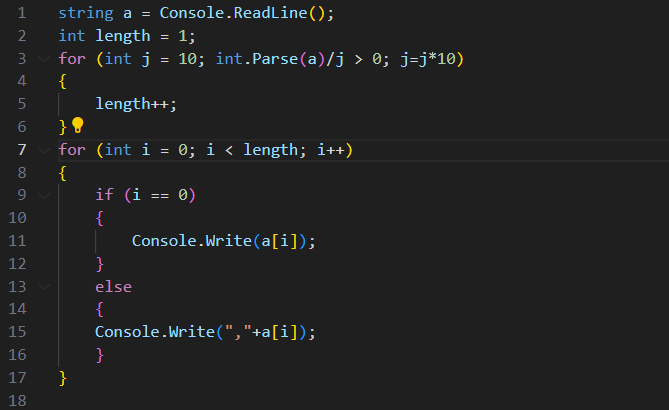 1 string a = Console.ReadLine();
2 int length = 1;
3 for (int j = 10; int.Parse(a)/j > 0; j=j*10)
4 {
5     length++;
6 }
7 for (int i = 0; i < length; i++)
8 {
9     if (i == 0)
10     {
11         Console.Write(a[i]);
12     }
13     else
14     {
15     Console.Write(","+a[i]);
16     }
17 }
18